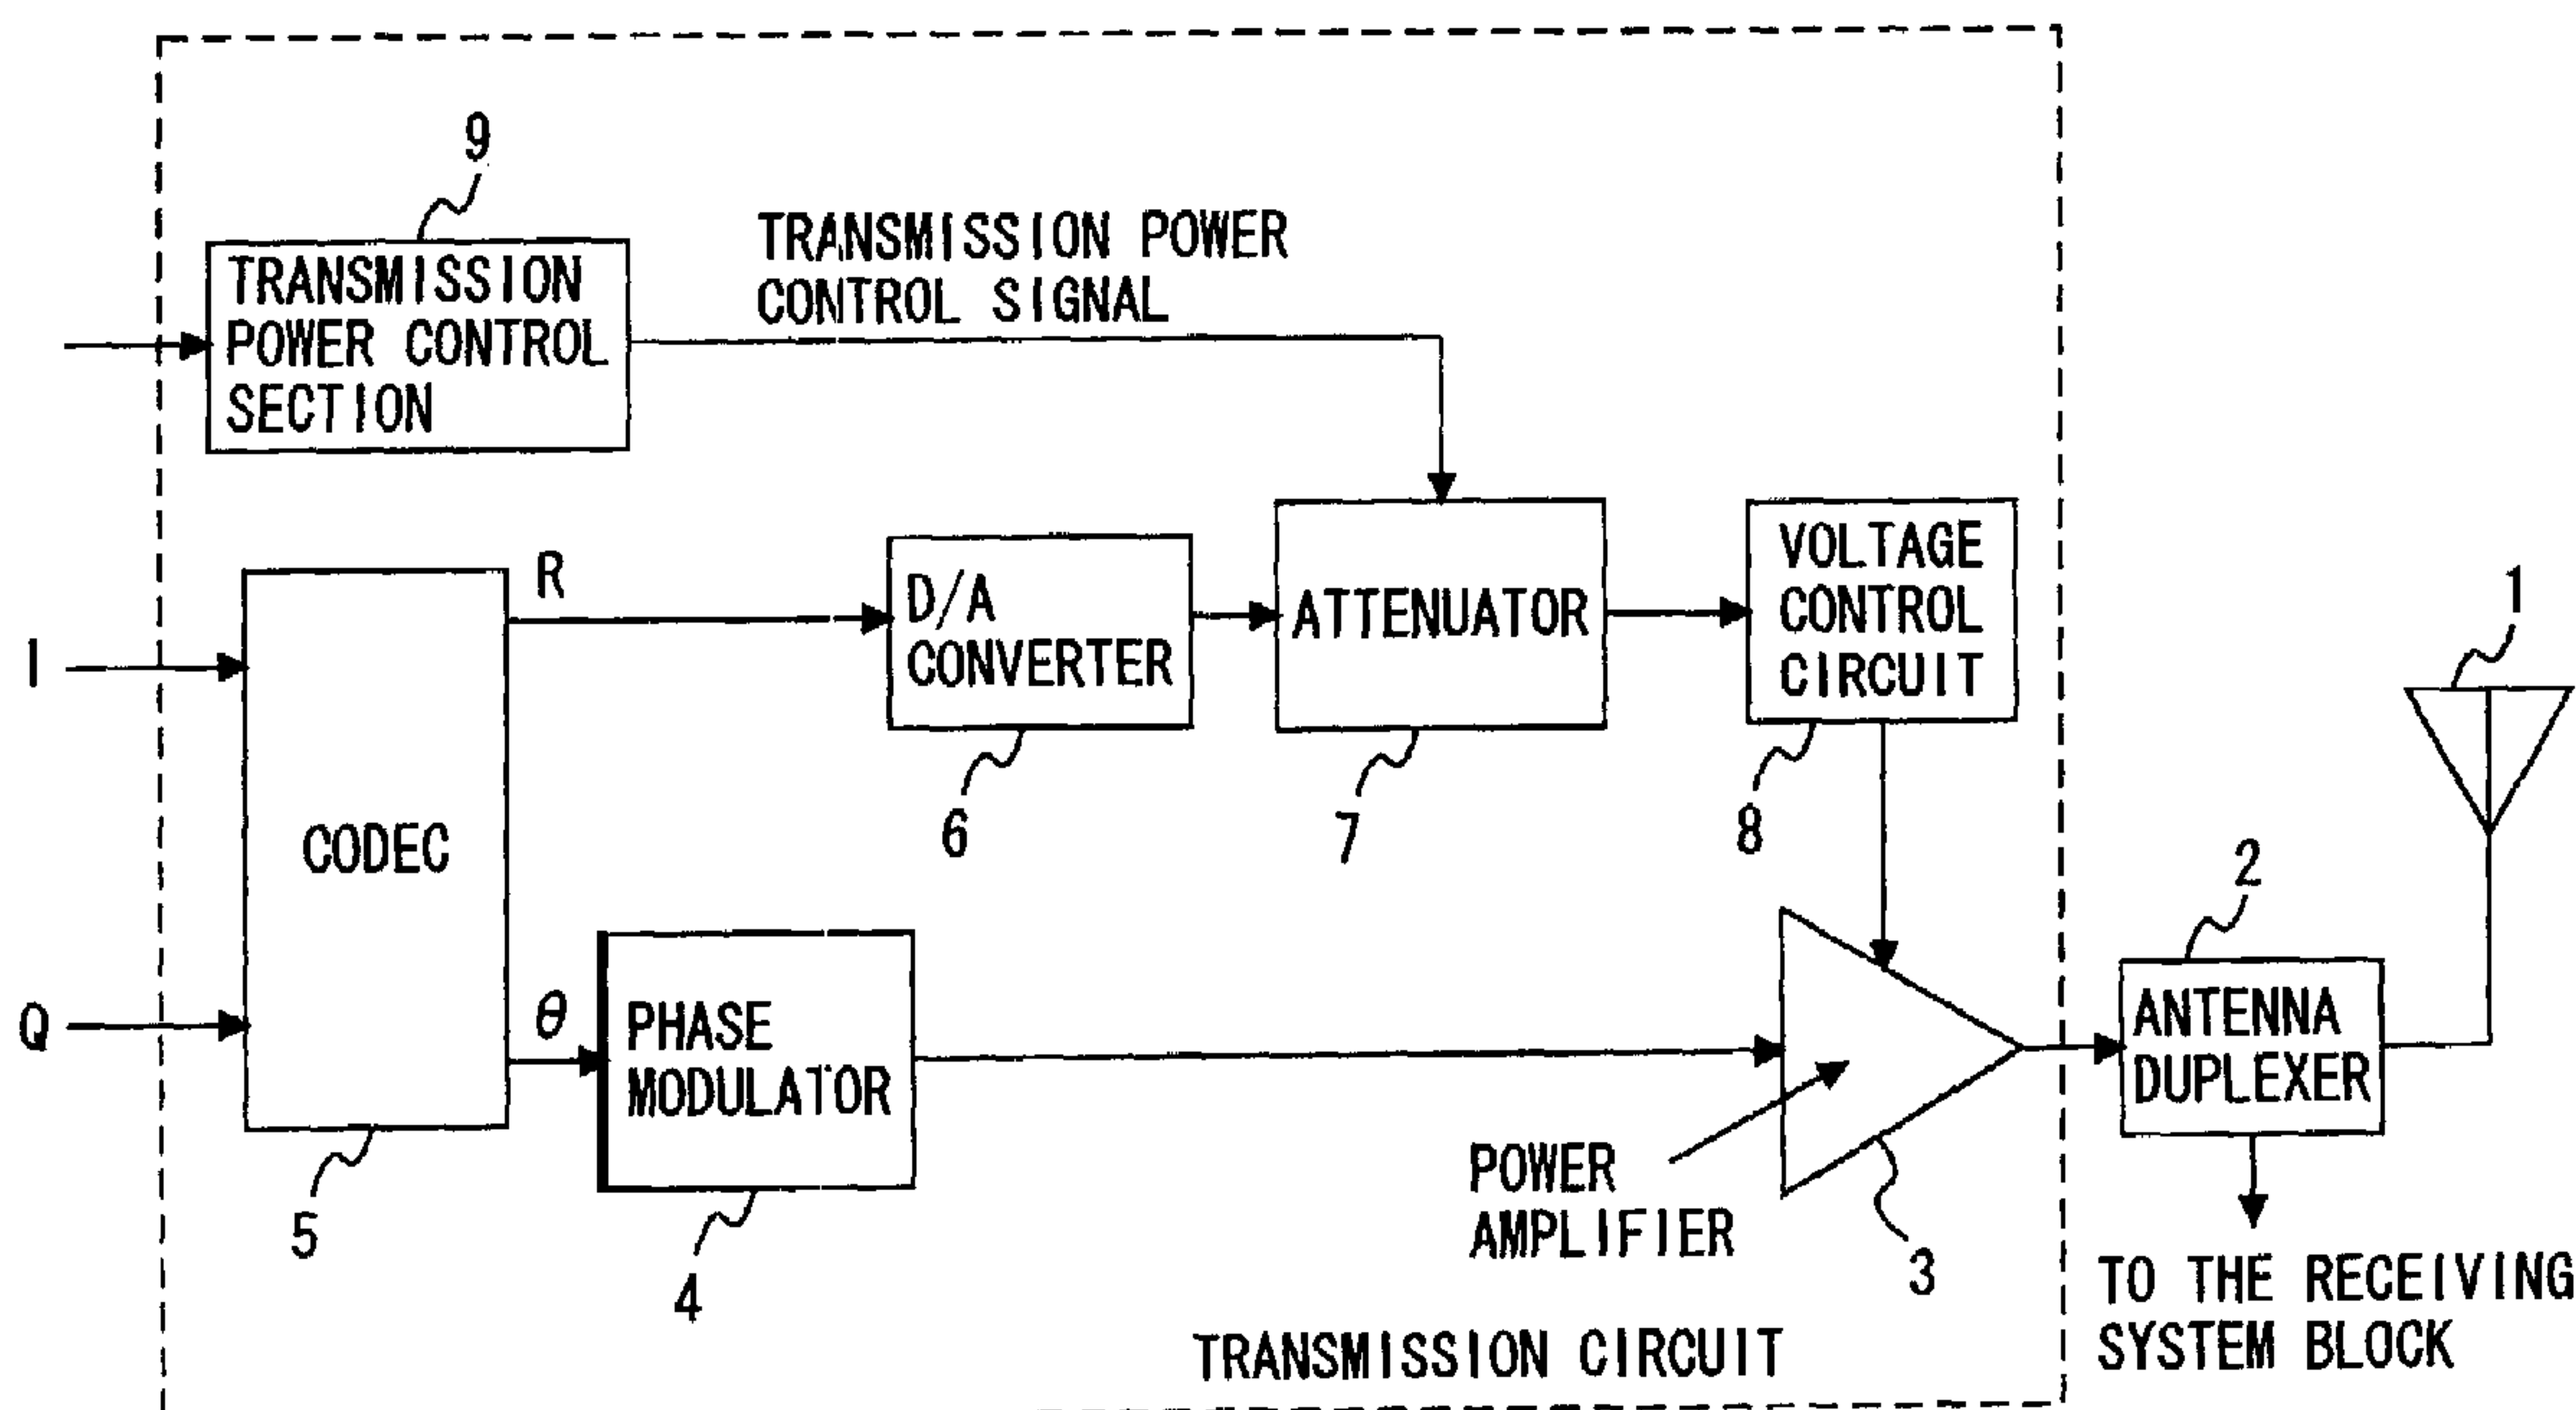 9
TRANSMISSION
POWER CONTROL
SECTION
TRANSMISSION POWER
CONTROL SIGNAL
I
Q
CODEC
5
R
θ
D/A
CONVERTER
6
ATTENUATOR
7
VOLTAGE
CONTROL
CIRCUIT
8
PHASE
MODULATOR
4
POWER
AMPLIFIER
3
1
2
ANTENNA
DUPLEXER
TO THE RECEIVING
SYSTEM BLOCK
TRANSMISSION CIRCUIT